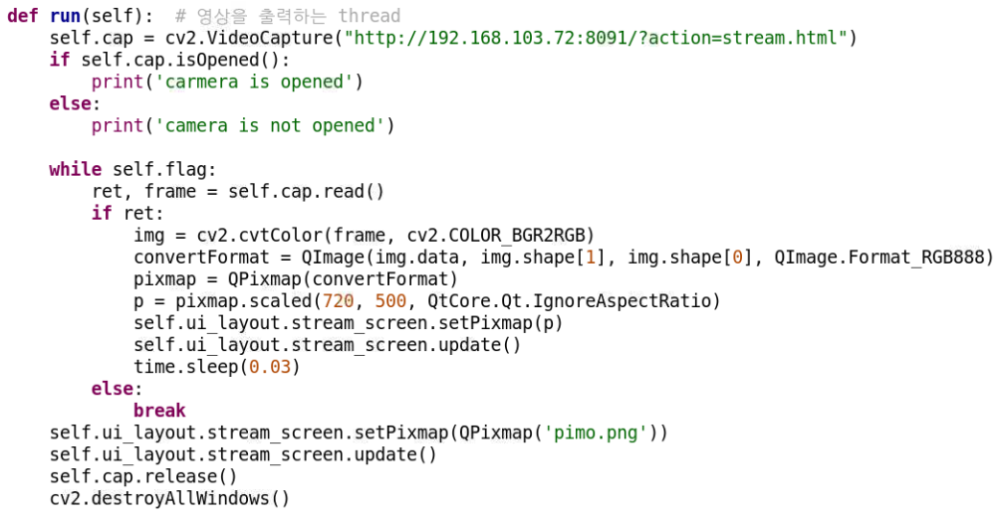 def run(self):  # 영상을 출력하는 thread
    self.cap = cv2.VideoCapture("http://192.168.103.72:8091/?action=stream.html")
    if self.cap.isOpened():
        print('carmera is opened')
    else:
        print('camera is not opened')

    while self.flag:
        ret, frame = self.cap.read()
        if ret:
            img = cv2.cvtColor(frame, cv2.COLOR_BGR2RGB)
            convertFormat = QImage(img.data, img.shape[1], img.shape[0], QImage.Format_RGB888)
            pixmap = QPixmap(convertFormat)
            p = pixmap.scaled(720, 500, QtCore.Qt.IgnoreAspectRatio)
            self.ui_layout.stream_screen.setPixmap(p)
            self.ui_layout.stream_screen.update()
            time.sleep(0.03)
        else:
            break
    self.ui_layout.stream_screen.setPixmap(QPixmap('pimo.png'))
    self.ui_layout.stream_screen.update()
    self.cap.release()
    cv2.destroyAllWindows()